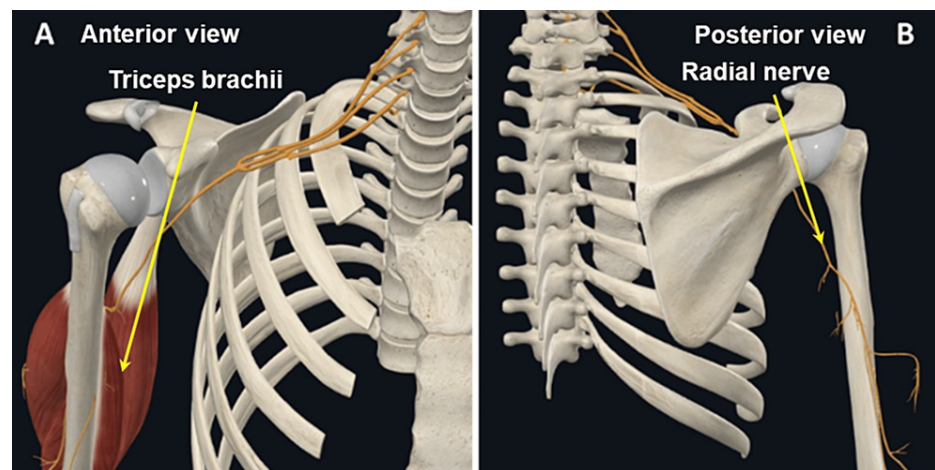 A Anterior view
Triceps brachii
Posterior view B
Radial nerve